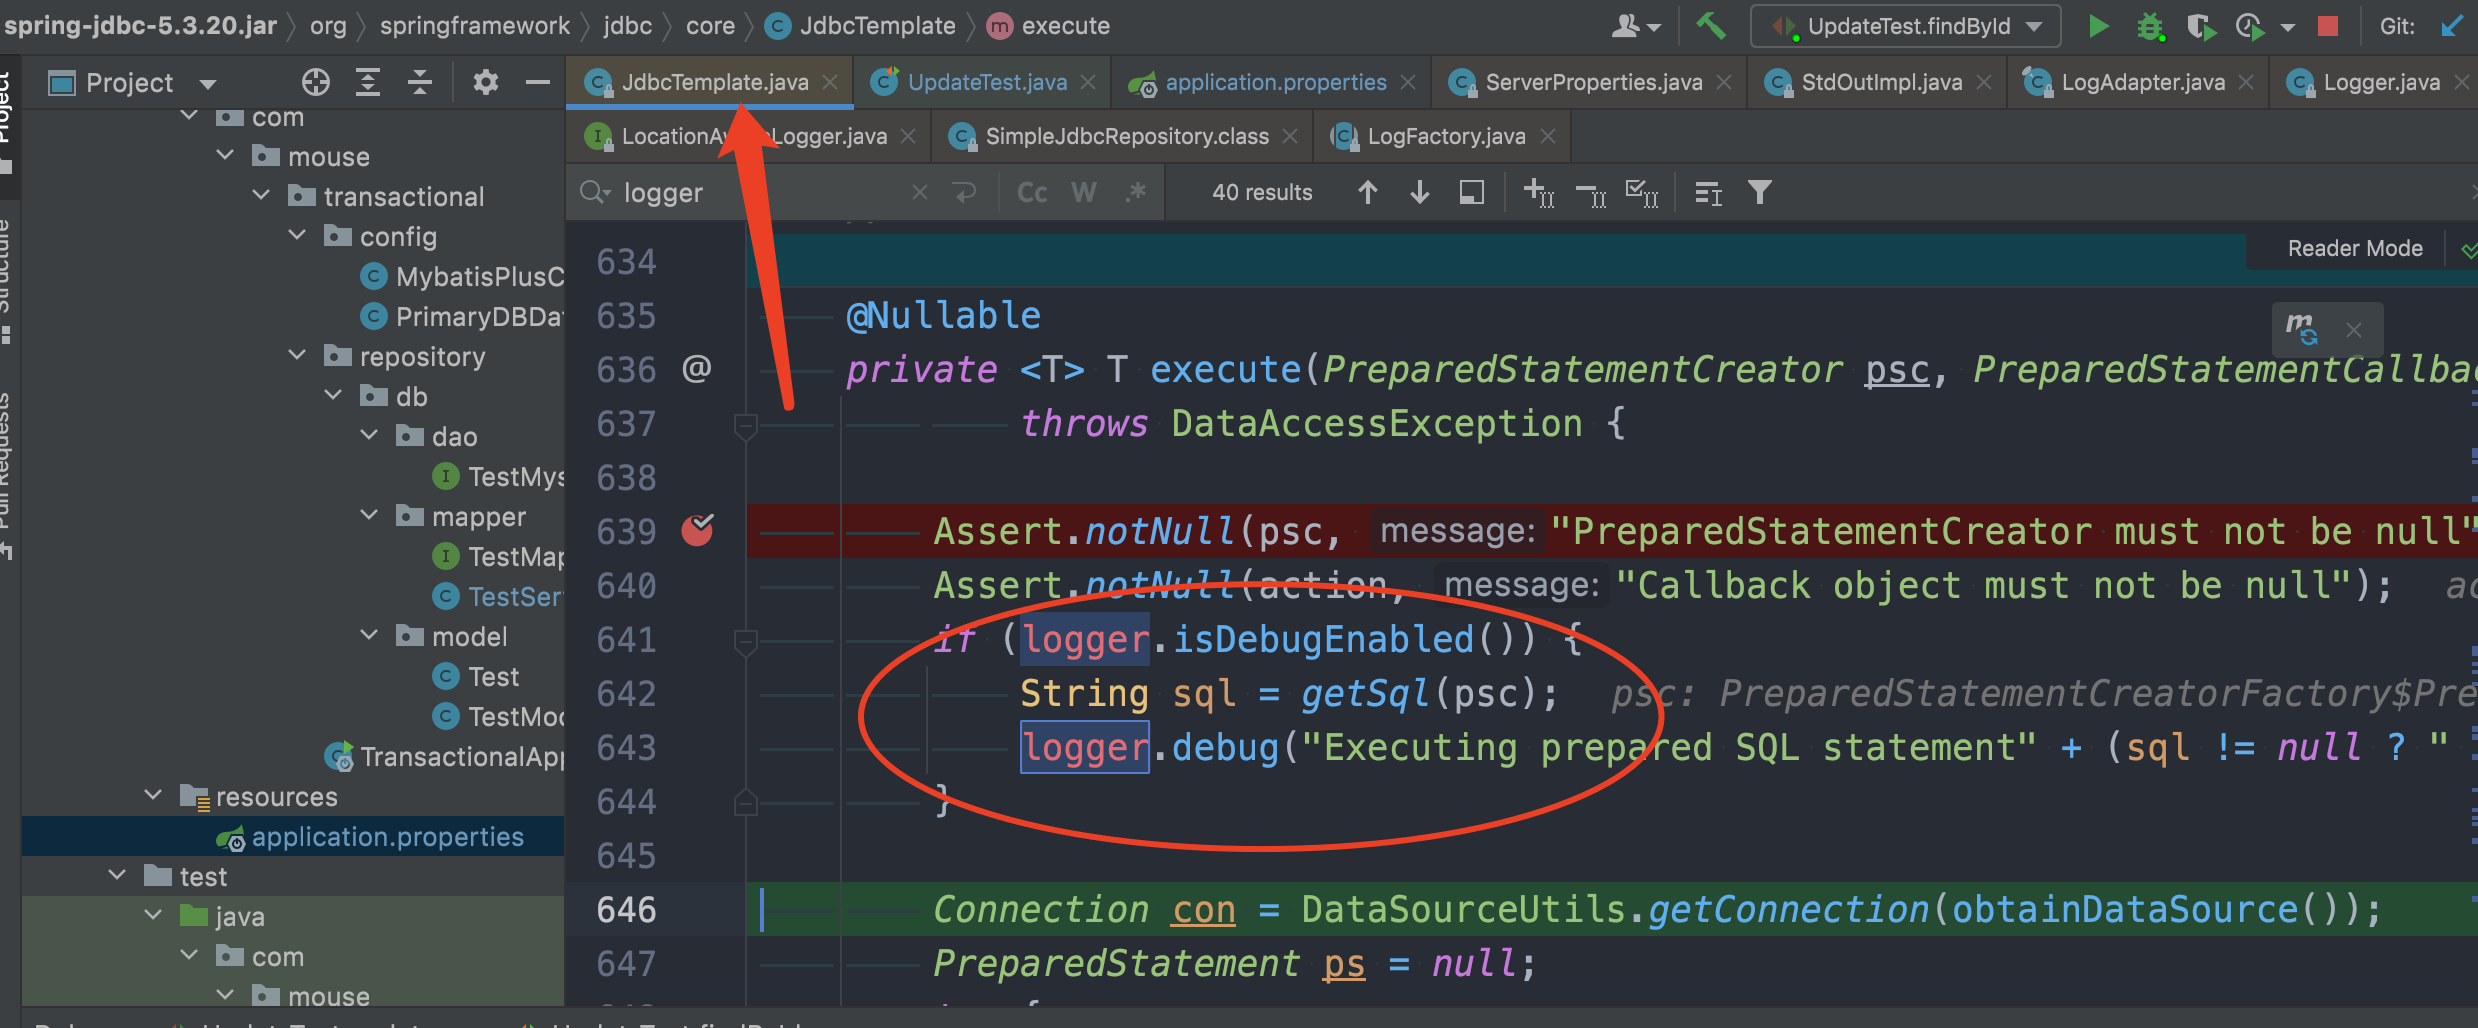 spring-jdbc-5.3.20.jar org springframework jdbc core JdbcTemplate execute UpdateTest.findById Git:
Project
JdbcTemplate.java UpdateTest.java application.properties ServerProperties.java StdOutImpl.java LogAdapter.java Logger.java
LocationA Logger.java SimpleJdbcRepository.class LogFactory.java
logger Cc W .* 40 results
Reader Mode
Project
Structure
Pull Requests
com
mouse
transactional
config
MybatisPlusC
PrimaryDBDa
repository
db
dao
TestMys
mapper
TestMap
TestSer
model
Test
TestMod
TransactionalApp
resources
application.properties
test
java
com
mouse
634
635 @Nullable
636 @ private <T> T execute(PreparedStatementCreator psc, PreparedStatementCallba
637 throws DataAccessException {
638
639 Assert.notNull(psc, message: "PreparedStatementCreator must not be null"
640 Assert.notNull(action, message: "Callback object must not be null"); ac
641 if (logger.isDebugEnabled()) {
642 String sql = getSql(psc); psc: PreparedStatementCreatorFactory$Pre
643 logger.debug("Executing prepared SQL statement" + (sql != null ? "
644 }
645
646 Connection con = DataSourceUtils.getConnection(obtainDataSource());
647 PreparedStatement ps = null;